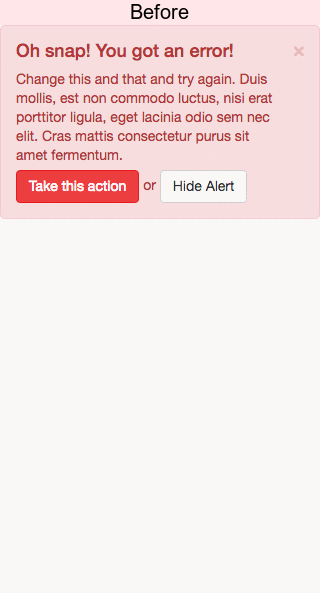 Before
Oh snap! You got an error!
×
Change this and that and try again. Duis
mollis, est non commodo luctus, nisi erat
porttitor ligula, eget lacinia odio sem nec
elit. Cras mattis consectetur purus sit
amet fermentum.
Take this action or Hide Alert